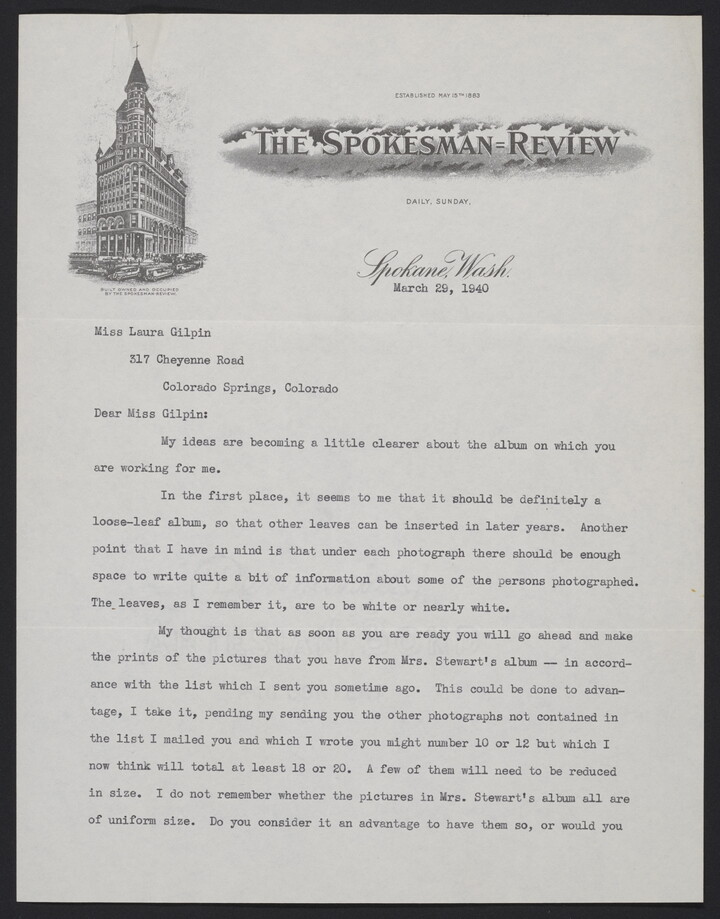 ESTABLISHED MAY 15TH 1883
THE SPOKESMAN=REVIEW
DAILY, SUNDAY,
BUILT OWNED AND OCCUPIED
BY THE SPOKESMAN-REVIEW.
Spokane, Wash.
March 29, 1940
Miss Laura Gilpin
317 Cheyenne Road
Colorado Springs, Colorado
Dear Miss Gilpin:
My ideas are becoming a little clearer about the album on which you
are working for me.
In the first place, it seems to me that it should be definitely a
loose-leaf album, so that other leaves can be inserted in later years. Another
point that I have in mind is that under each photograph there should be enough
space to write quite a bit of information about some of the persons photographed.
The leaves, as I remember it, are to be white or nearly white.
My thought is that as soon as you are ready you will go ahead and make
the prints of the pictures that you have from Mrs. Stewart's album — in accord-
ance with the list which I sent you sometime ago. This could be done to advan-
tage, I take it, pending my sending you the other photographs not contained in
the list I mailed you and which I wrote you might number 10 or 12 but which I
now think will total at least 18 or 20. A few of them will need to be reduced
in size. I do not remember whether the pictures in Mrs. Stewart's album all are
of uniform size. Do you consider it an advantage to have them so, or would you